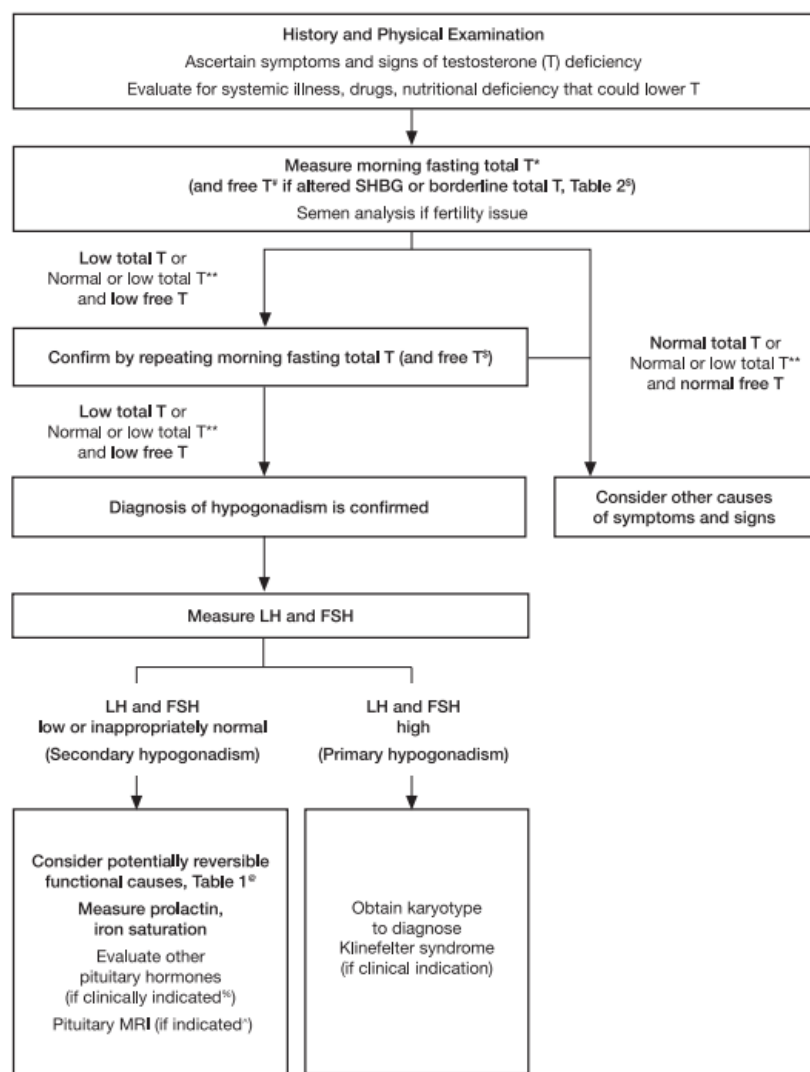 History and Physical Examination
Ascertain symptoms and signs of testosterone (T) deficiency
Evaluate for systemic illness, drugs, nutritional deficiency that could lower T
Measure morning fasting total T*
(and free T¥ if altered SHBG or borderline total T, Table 2$)
Semen analysis if fertility issue
Low total T or
Normal or low total T**
and low free T
Normal total T or
Normal or low total T**
and normal free T
Confirm by repeating morning fasting total T (and free T$)
Low total T or
Normal or low total T**
and low free T
Diagnosis of hypogonadism is confirmed
Consider other causes
of symptoms and signs
Measure LH and FSH
LH and FSH
low or inappropriately normal
(Secondary hypogonadism)
LH and FSH
high
(Primary hypogonadism)
Consider potentially reversible
functional causes, Table 1@
Measure prolactin,
iron saturation
Evaluate other
pituitary hormones
(if clinically indicated%)
Pituitary MRI (if indicated^)
Obtain karyotype
to diagnose
Klinefelter syndrome
(if clinical indication)